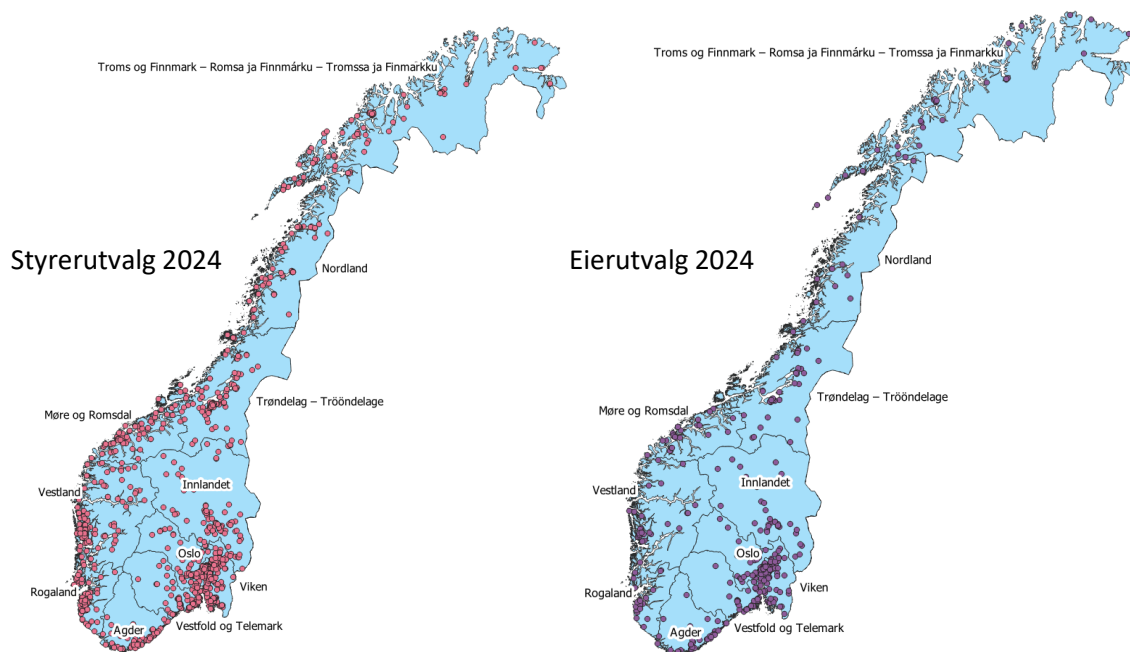 Troms og Finnmark – Romsa ja Finnmárku – Tromssa ja Finmarkku
Styrerutvalg 2024
Nordland
Trøndelag – Trööndelage
Møre og Romsdal
Innlandet
Vestland
Oslo
Viken
Rogaland
Vestfold og Telemark
Agder
Troms og Finnmark – Romsa ja Finnmárku – Tromssa ja Finmarkku
Eierutvalg 2024
Nordland
Trøndelag – Trööndelage
Møre og Romsdal
Innlandet
Vestland
Oslo
Viken
Rogaland
Vestfold og Telemark
Agder